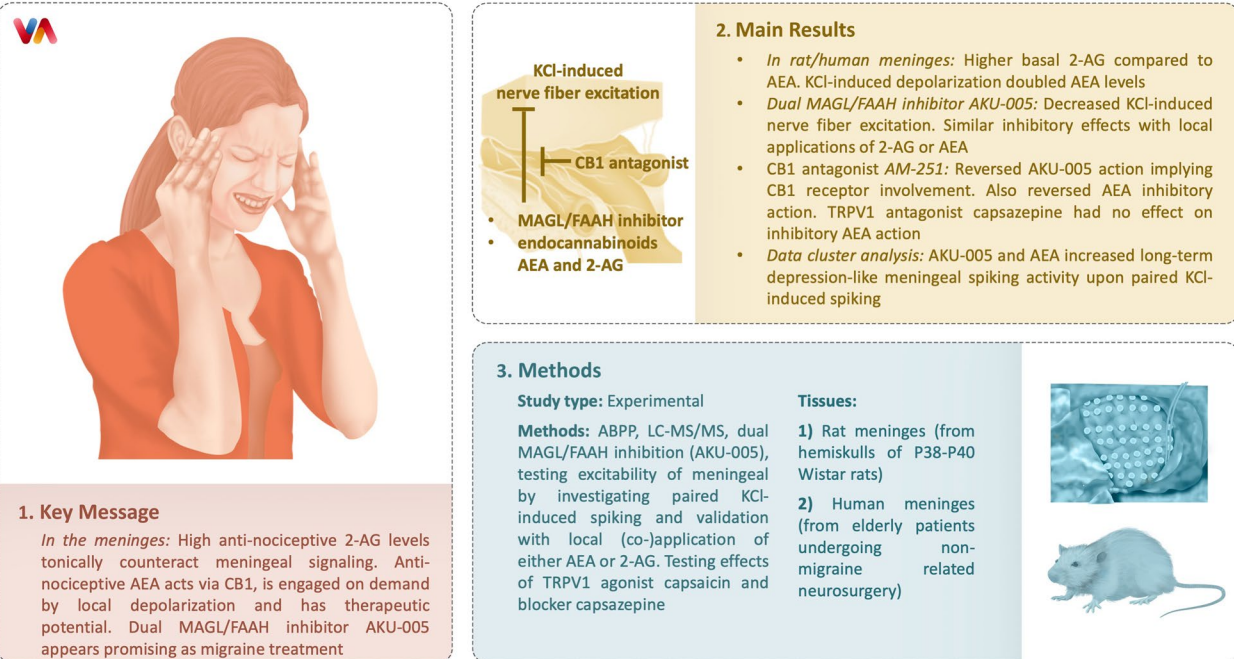 VA
1. Key Message
In the meninges: High anti-nociceptive 2-AG levels
tonically counteract meningeal signaling. Anti-
nociceptive AEA acts via CB1, is engaged on demand
by local depolarization and has therapeutic
potential. Dual MAGL/FAAH inhibitor AKU-005
appears promising as migraine treatment
KCl-induced
nerve fiber excitation
CB1 antagonist
• MAGL/FAAH inhibitor
• endocannabinoids
AEA and 2-AG
2. Main Results
• In rat/human meninges: Higher basal 2-AG compared to
AEA. KCl-induced depolarization doubled AEA levels
• Dual MAGL/FAAH inhibitor AKU-005: Decreased KCl-induced
nerve fiber excitation. Similar inhibitory effects with local
applications of 2-AG or AEA
• CB1 antagonist AM-251: Reversed AKU-005 action implying
CB1 receptor involvement. Also reversed AEA inhibitory
action. TRPV1 antagonist capsazepine had no effect on
inhibitory AEA action
• Data cluster analysis: AKU-005 and AEA increased long-term
depression-like meningeal spiking activity upon paired KCl-
induced spiking
3. Methods
Study type: Experimental
Methods: ABPP, LC-MS/MS, dual
MAGL/FAAH inhibition (AKU-005),
testing excitability of meningeal
by investigating paired KCl-
induced spiking and validation
with local (co-)application of
either AEA or 2-AG. Testing effects
of TRPV1 agonist capsaicin and
blocker capsazepine
Tissues:
1) Rat meninges (from
hemiskulls of P38-P40
Wistar rats)
2) Human meninges
(from elderly patients
undergoing non-
migraine related
neurosurgery)